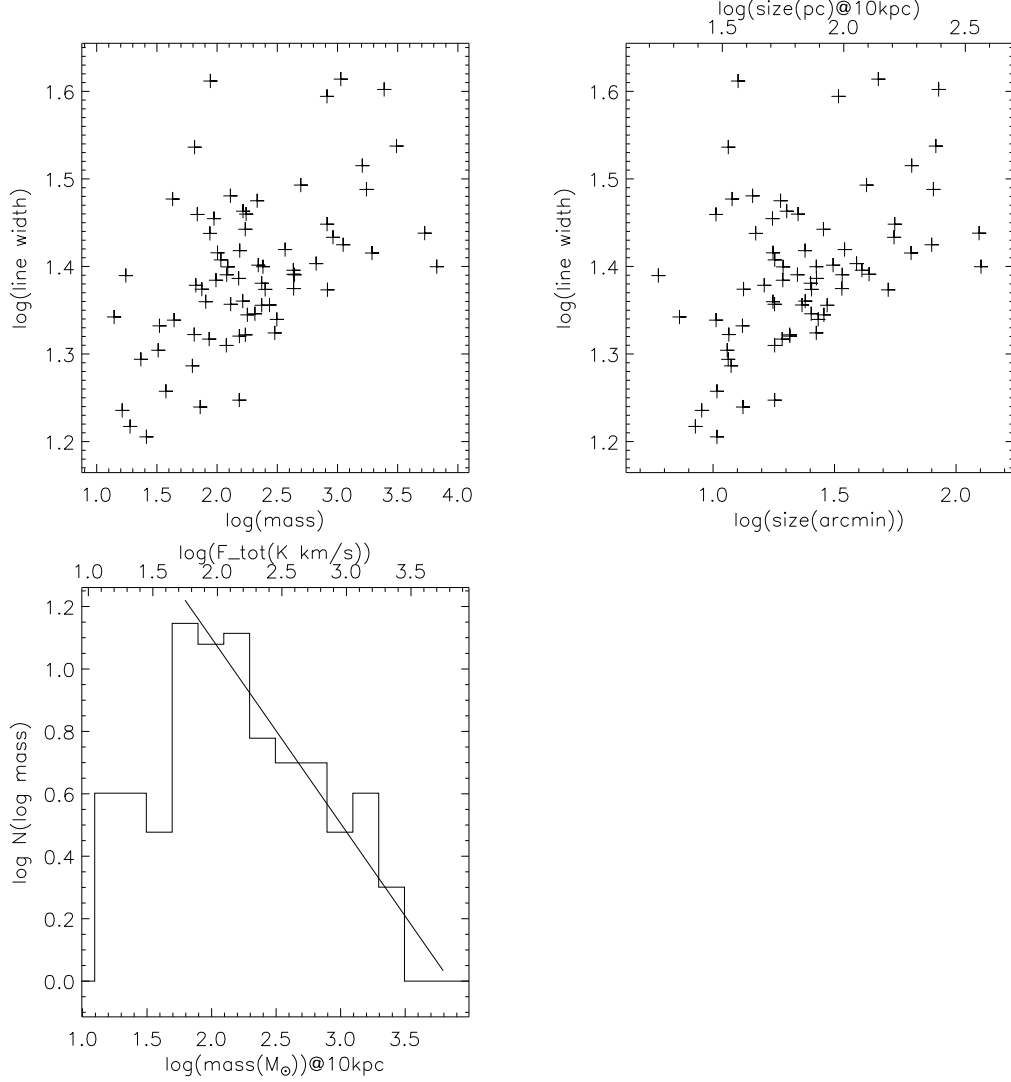 log(size(pc)@10kpc)
1.5 2.0 2.5
1.6 1.6
1.5 1.5
log(line width) log(line width)
1.4 1.4
1.3 1.3
1.2 1.2
1.0 1.5 2.0 2.5 3.0 3.5 4.0 1.0 1.5 2.0
log(mass) log(size(arcmin))
log(F_tot(K km/s))
1.0 1.5 2.0 2.5 3.0 3.5
1.2
1.0
0.8
log N(log mass)
0.6
0.4
0.2
0.0
1.0 1.5 2.0 2.5 3.0 3.5
log(mass(M☉))@10kpc